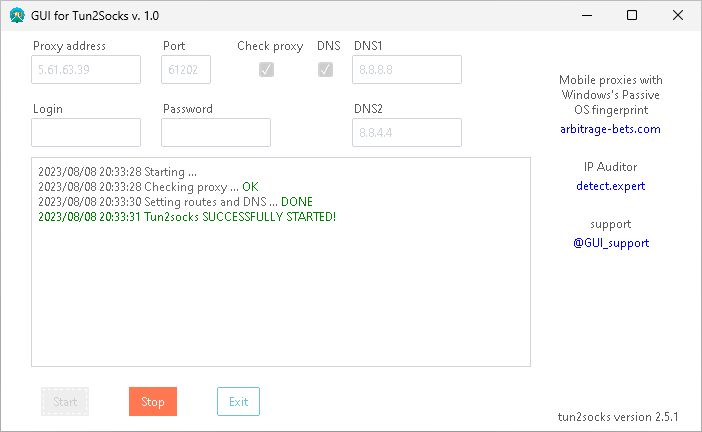 GUI for Tun2Socks v. 1.0
Proxy address Port Check proxy DNS DNS1
5.61.63.39 61202 8.8.8.8
Login Password DNS2
8.8.4.4
2023/08/08 20:33:28 Starting ...
2023/08/08 20:33:28 Checking proxy ... OK
2023/08/08 20:33:30 Setting routes and DNS ... DONE
2023/08/08 20:33:31 Tun2socks SUCCESSFULLY STARTED!
Start Stop Exit
Mobile proxies with
Windows's Passive
OS fingerprint
arbitrage-bets.com
IP Auditor
detect.expert
support
@GUI_support
tun2socks version 2.5.1